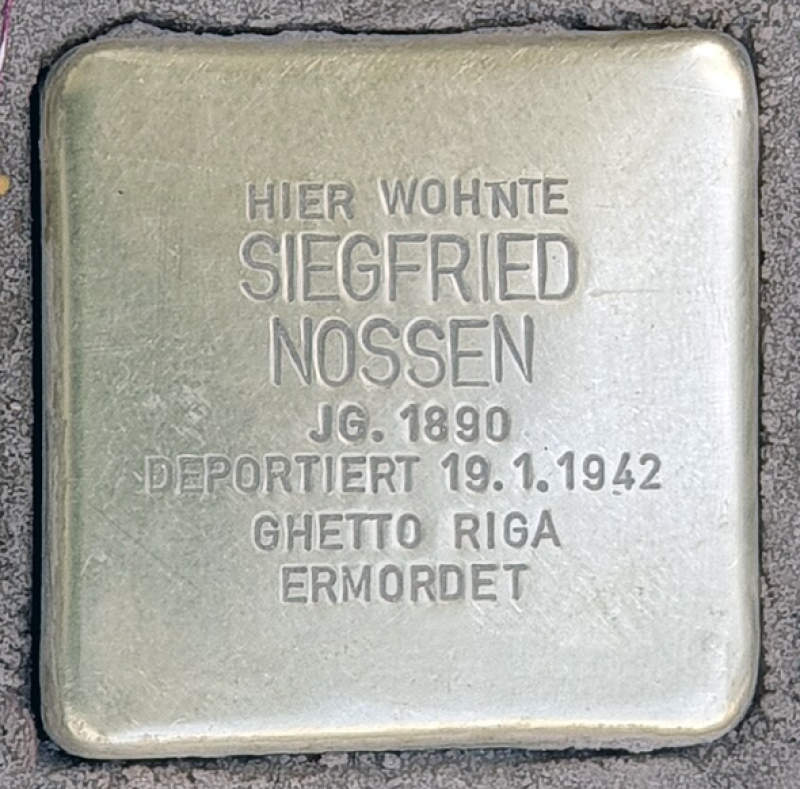 HIER WOHNTE
SIEGFRIED
NOSSEN
JG. 1890
DEPORTIERT 19.1.1942
GHETTO RIGA
ERMORDET